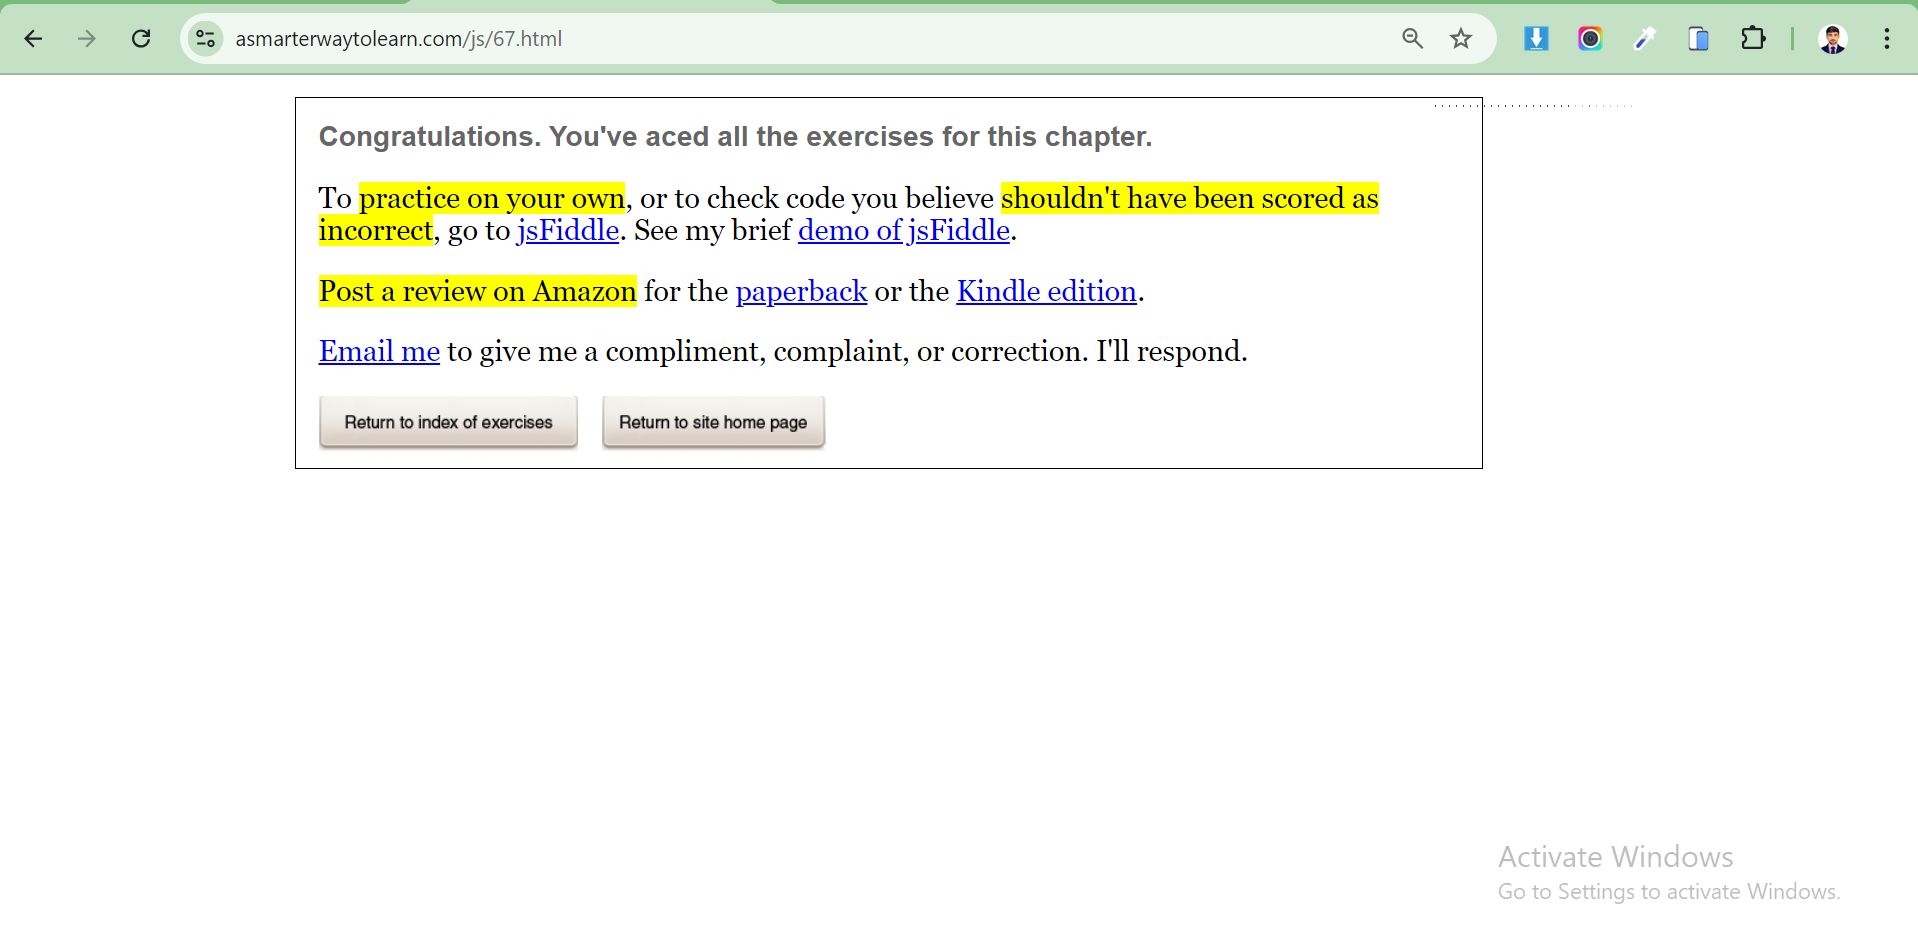 asmarterwaytolearn.com/js/67.html
Congratulations. You've aced all the exercises for this chapter.
To practice on your own, or to check code you believe shouldn't have been scored as
incorrect, go to jsFiddle. See my brief demo of jsFiddle.
Post a review on Amazon for the paperback or the Kindle edition.
Email me to give me a compliment, complaint, or correction. I'll respond.
Return to index of exercises Return to site home page
Activate Windows
Go to Settings to activate Windows.